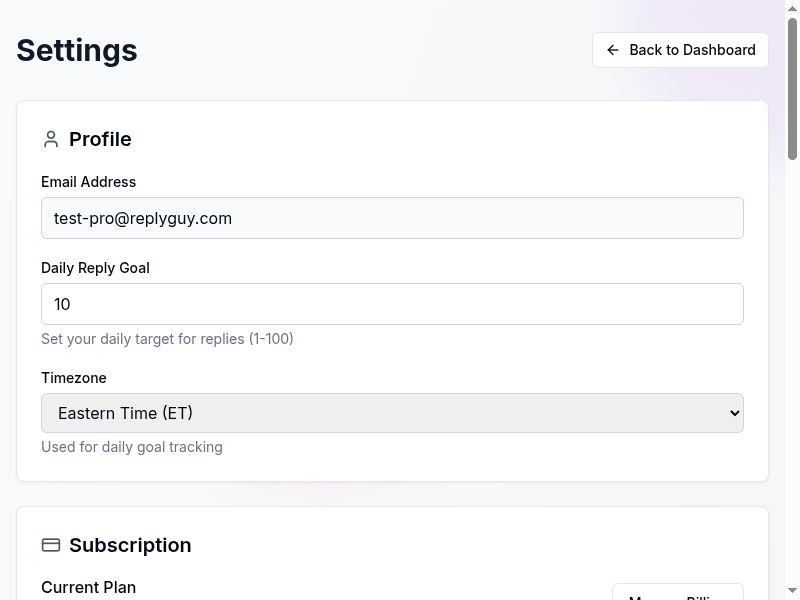 Settings
Back to Dashboard
Profile
Email Address
test-pro@replyguy.com
Daily Reply Goal
10
Set your daily target for replies (1-100)
Timezone
Eastern Time (ET)
Used for daily goal tracking
Subscription
Current Plan